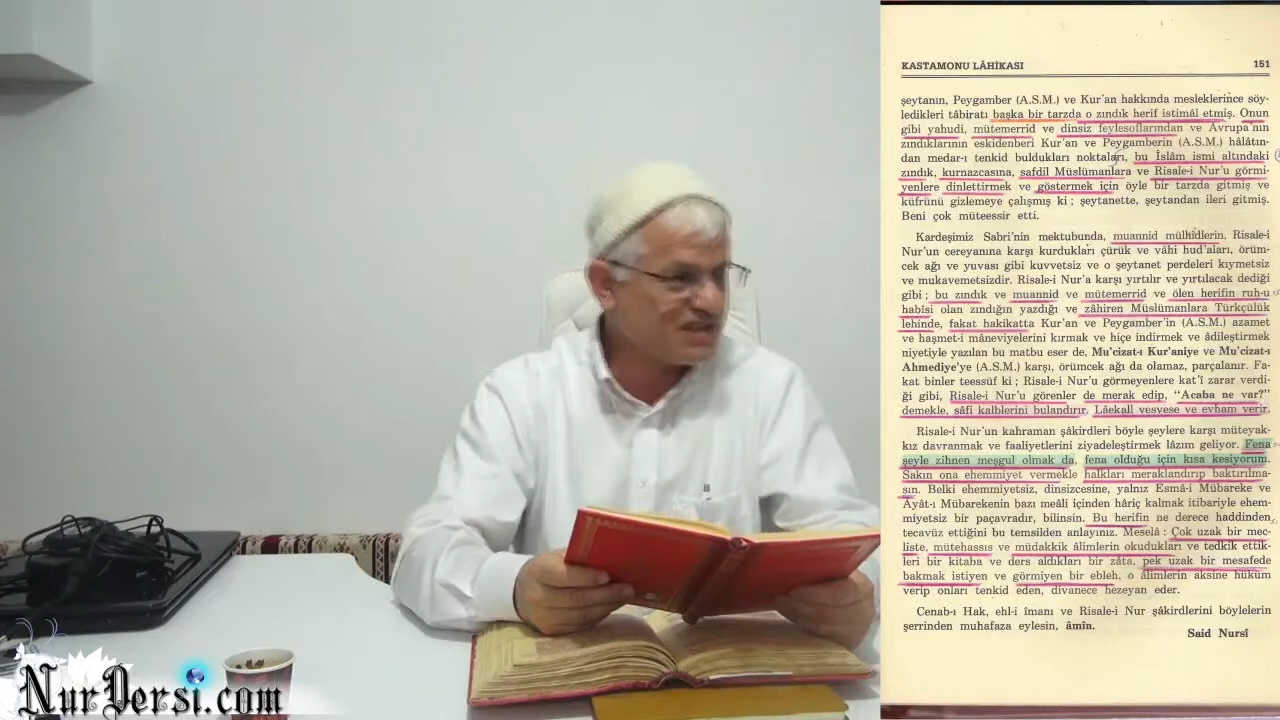 KASTAMONU LÂHİKASI 151
şeytanın, Peygamber (A.S.M.) ve Kur'an hakkında mesleklerince söy-
ledikleri tâbiratı başka bir tarzda o zındık herif istimâl etmiş. Onun
gibi yahudi, mütemerrid ve dinsiz feylesoflarından ve Avrupa'nın
zındıklarının eskidenberi Kur'an ve Peygamberin (A.S.M.) hâlâtın-
dan medar-ı tenkid buldukları noktaları, bu İslâm ismi altındaki
zındık, kurnazcasına, safdil Müslümanlara ve Risale-i Nur'u görmi-
yenlere dinlettirmek ve göstermek için öyle bir tarzda gitmiş ve
küfrünü gizlemeye çalışmış ki ; şeytanette, şeytandan ileri gitmiş.
Beni çok müteessir etti.
Kardeşimiz Sabri'nin mektubunda, muannid mülhidlerin, Risale-i
Nur'un cereyanına karşı kurdukları çürük ve vâhi hud'aları, örüm-
cek ağı ve yuvası gibi kuvvetsiz ve o şeytanet perdeleri kıymetsiz
ve mukavemetsizdir. Risale-i Nur'a karşı yırtılır ve yırtılacak dediği
gibi ; bu zındık ve muannid ve mütemerrid ve ölen herifin ruh-u
habîsi olan zındığın yazdığı ve zâhiren Müslümanlara Türkçülük
lehinde, fakat hakikatta Kur'an ve Peygamber'in (A.S.M.) azamet
ve haşmet-i mâneviyelerini kırmak ve hiçe indirmek ve âdileştirmek
niyetiyle yazılan bu matbu eser de, Mu'cizat-ı Kur'aniye ve Mu'cizat-ı
Ahmediye'ye (A.S.M.) karşı, örümcek ağı da olamaz, parçalanır. Fa-
kat binler teessüf ki ; Risale-i Nur'u görmeyenlere kat'î zarar verdi-
ği gibi, Risale-i Nur'u görenler de merak edip, "Acaba ne var?"
demekle, sâfi kalblerini bulandırır. Lâekall vesvese ve evham verir.
Risale-i Nur'un kahraman şâkirdleri böyle şeylere karşı müteyak-
kız davranmak ve faaliyetlerini ziyadeleştirmek lâzım geliyor. Fena
şeyle zihnen meşgul olmak da, fena olduğu için kısa kesiyorum.
Sakın ona ehemmiyet vermekle halkları meraklandırıp baktırılma-
sın. Belki ehemmiyetsiz, dinsizcesine, yalnız Esmâ-i Mübareke ve
Âyât-ı Mübarekenin bazı meâli içinden hâriç kalmak itibariyle ehem-
miyetsiz bir paçavradır, bilinsin. Bu herifin ne derece haddinden
tecavüz ettiğini bu temsilden anlayınız. Meselâ : Çok uzak bir mec-
liste, mütehassıs ve müdakkik âlimlerin okudukları ve tedkik ettik-
leri bir kitaba ve ders aldıkları bir zâta, pek uzak bir mesafede
bakmak istiyen ve görmiyen bir ebleh, o âlimlerin aksine hüküm
verip onları tenkid eden, divanece hezeyan eder.
Cenab-ı Hak, ehl-i îmanı ve Risale-i Nur şâkirdlerini böylelerin
şerrinden muhafaza eylesin, âmîn.
Said Nursî
NurDersi.com